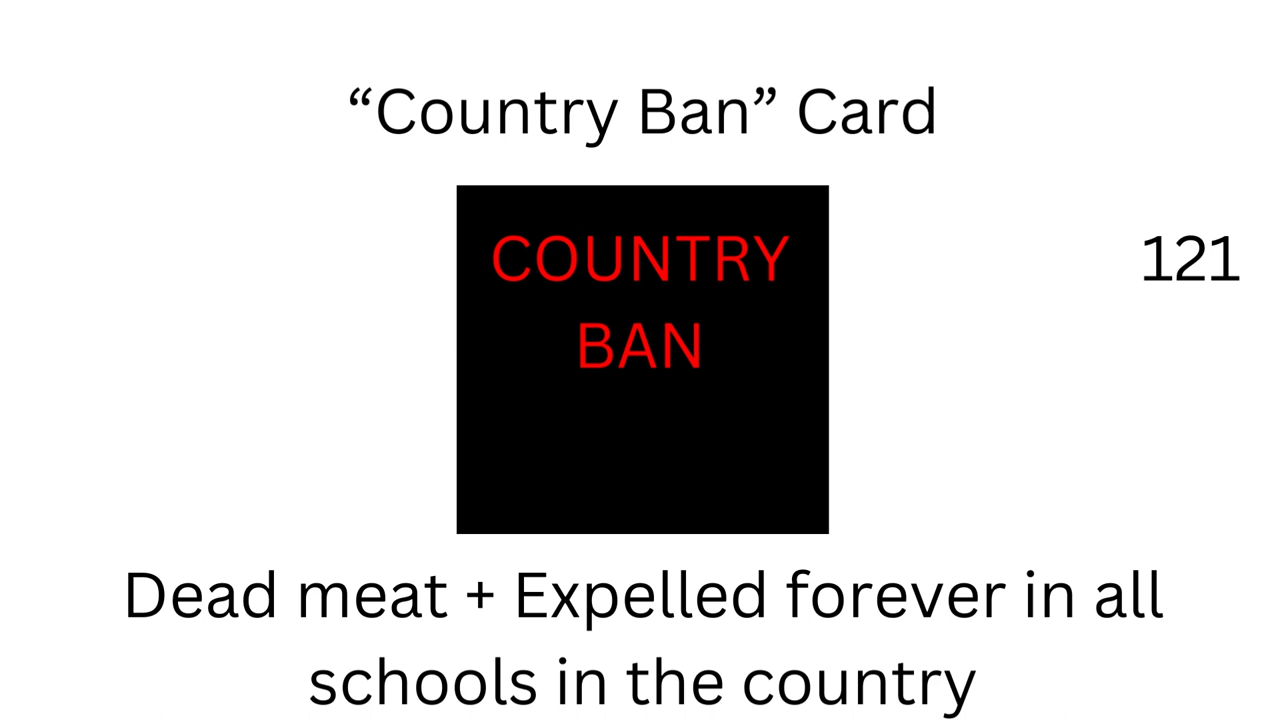 “Country Ban” Card
COUNTRY
BAN
121
Dead meat + Expelled forever in all
schools in the country